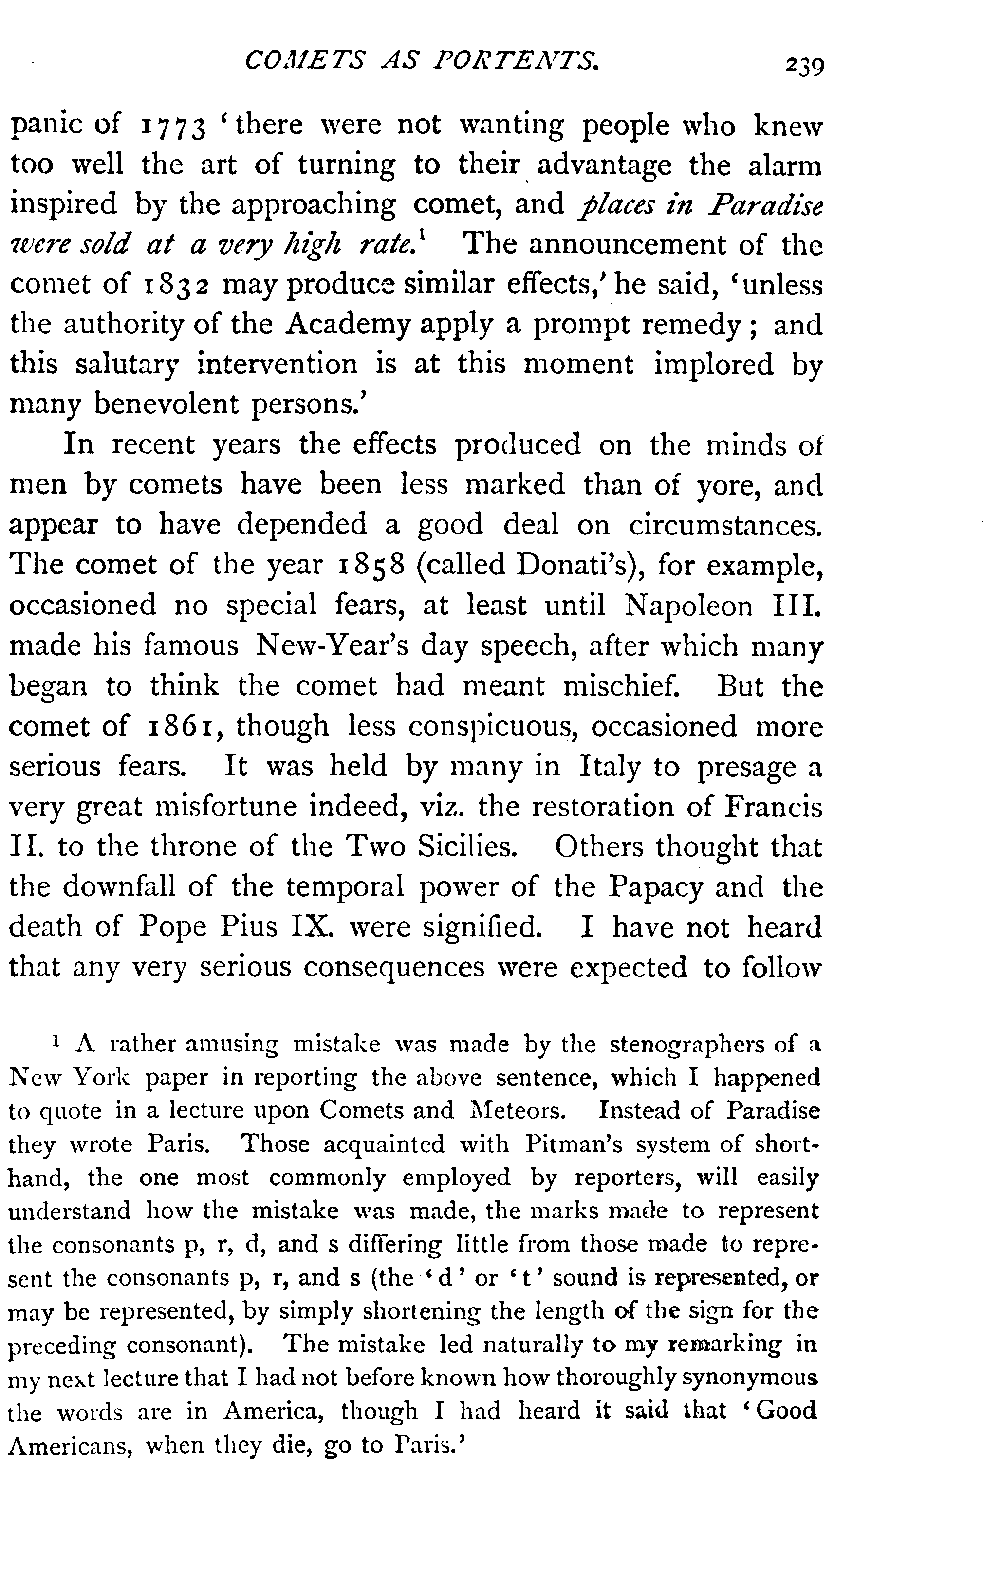 COMETS AS PORTENTS. 239
panic of 1773 ‘there were not wanting people who knew
too well the art of turning to their advantage the alarm
inspired by the approaching comet, and places in Paradise
were sold at a very high rate.¹ The announcement of the
comet of 1832 may produce similar effects,’ he said, ‘unless
the authority of the Academy apply a prompt remedy; and
this salutary intervention is at this moment implored by
many benevolent persons.’
In recent years the effects produced on the minds of
men by comets have been less marked than of yore, and
appear to have depended a good deal on circumstances.
The comet of the year 1858 (called Donati’s), for example,
occasioned no special fears, at least until Napoleon III.
made his famous New-Year’s day speech, after which many
began to think the comet had meant mischief. But the
comet of 1861, though less conspicuous, occasioned more
serious fears. It was held by many in Italy to presage a
very great misfortune indeed, viz. the restoration of Francis
II. to the throne of the Two Sicilies. Others thought that
the downfall of the temporal power of the Papacy and the
death of Pope Pius IX. were signified. I have not heard
that any very serious consequences were expected to follow
¹ A rather amusing mistake was made by the stenographers of a
New York paper in reporting the above sentence, which I happened
to quote in a lecture upon Comets and Meteors. Instead of Paradise
they wrote Paris. Those acquainted with Pitman’s system of short-
hand, the one most commonly employed by reporters, will easily
understand how the mistake was made, the marks made to represent
the consonants p, r, d, and s differing little from those made to repre-
sent the consonants p, r, and s (the ‘d’ or ‘t’ sound is represented, or
may be represented, by simply shortening the length of the sign for the
preceding consonant). The mistake led naturally to my remarking in
my next lecture that I had not before known how thoroughly synonymous
the words are in America, though I had heard it said that ‘Good
Americans, when they die, go to Paris.’